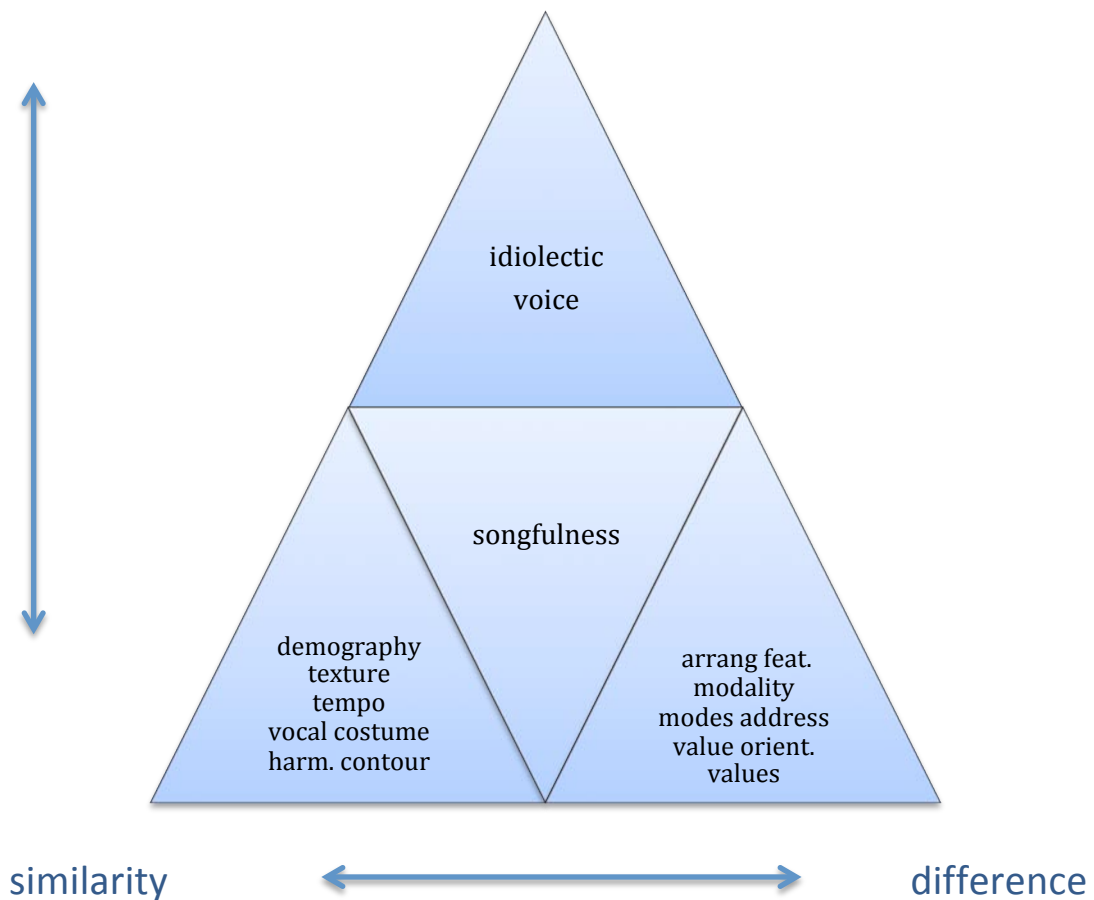 idiolectic
voice
songfulness
demography
texture
tempo
vocal costume
harm. contour
arrang feat.
modality
modes address
value orient.
values
similarity
difference